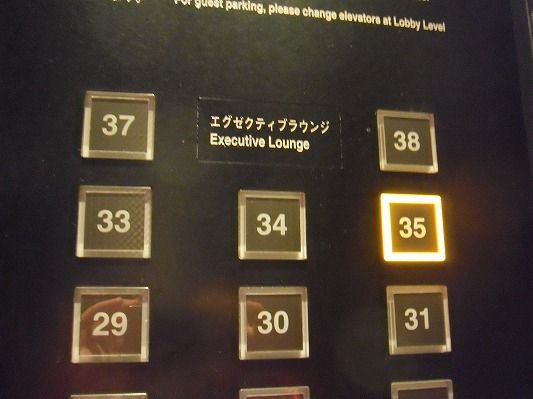 For guest parking, please change elevators at Lobby Level
37
エグゼクティブラウンジ
Executive Lounge
38
33
34
35
29
30
31